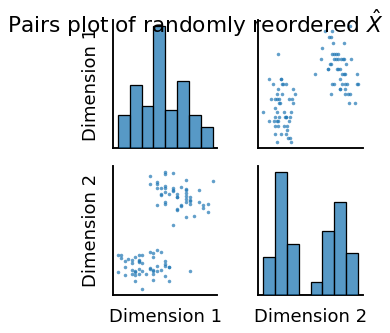 Pairs plot of randomly reordered X̂
Dimension 1
Dimension 2
Dimension 1
Dimension 2